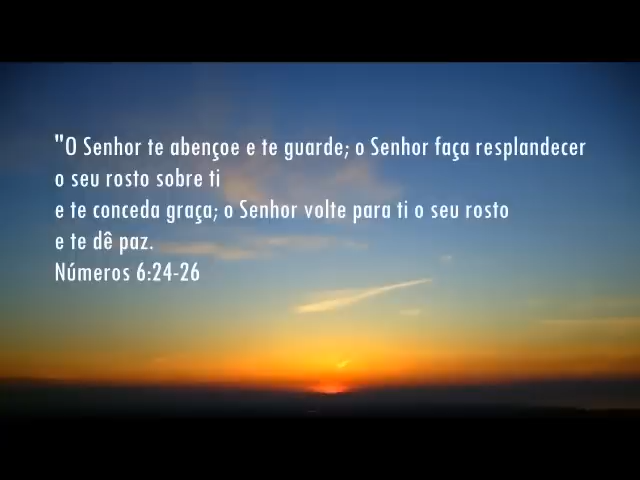 "O Senhor te abençoe e te guarde; o Senhor faça resplandecer
o seu rosto sobre ti
e te conceda graça; o Senhor volte para ti o seu rosto
e te dê paz.
Números 6:24-26